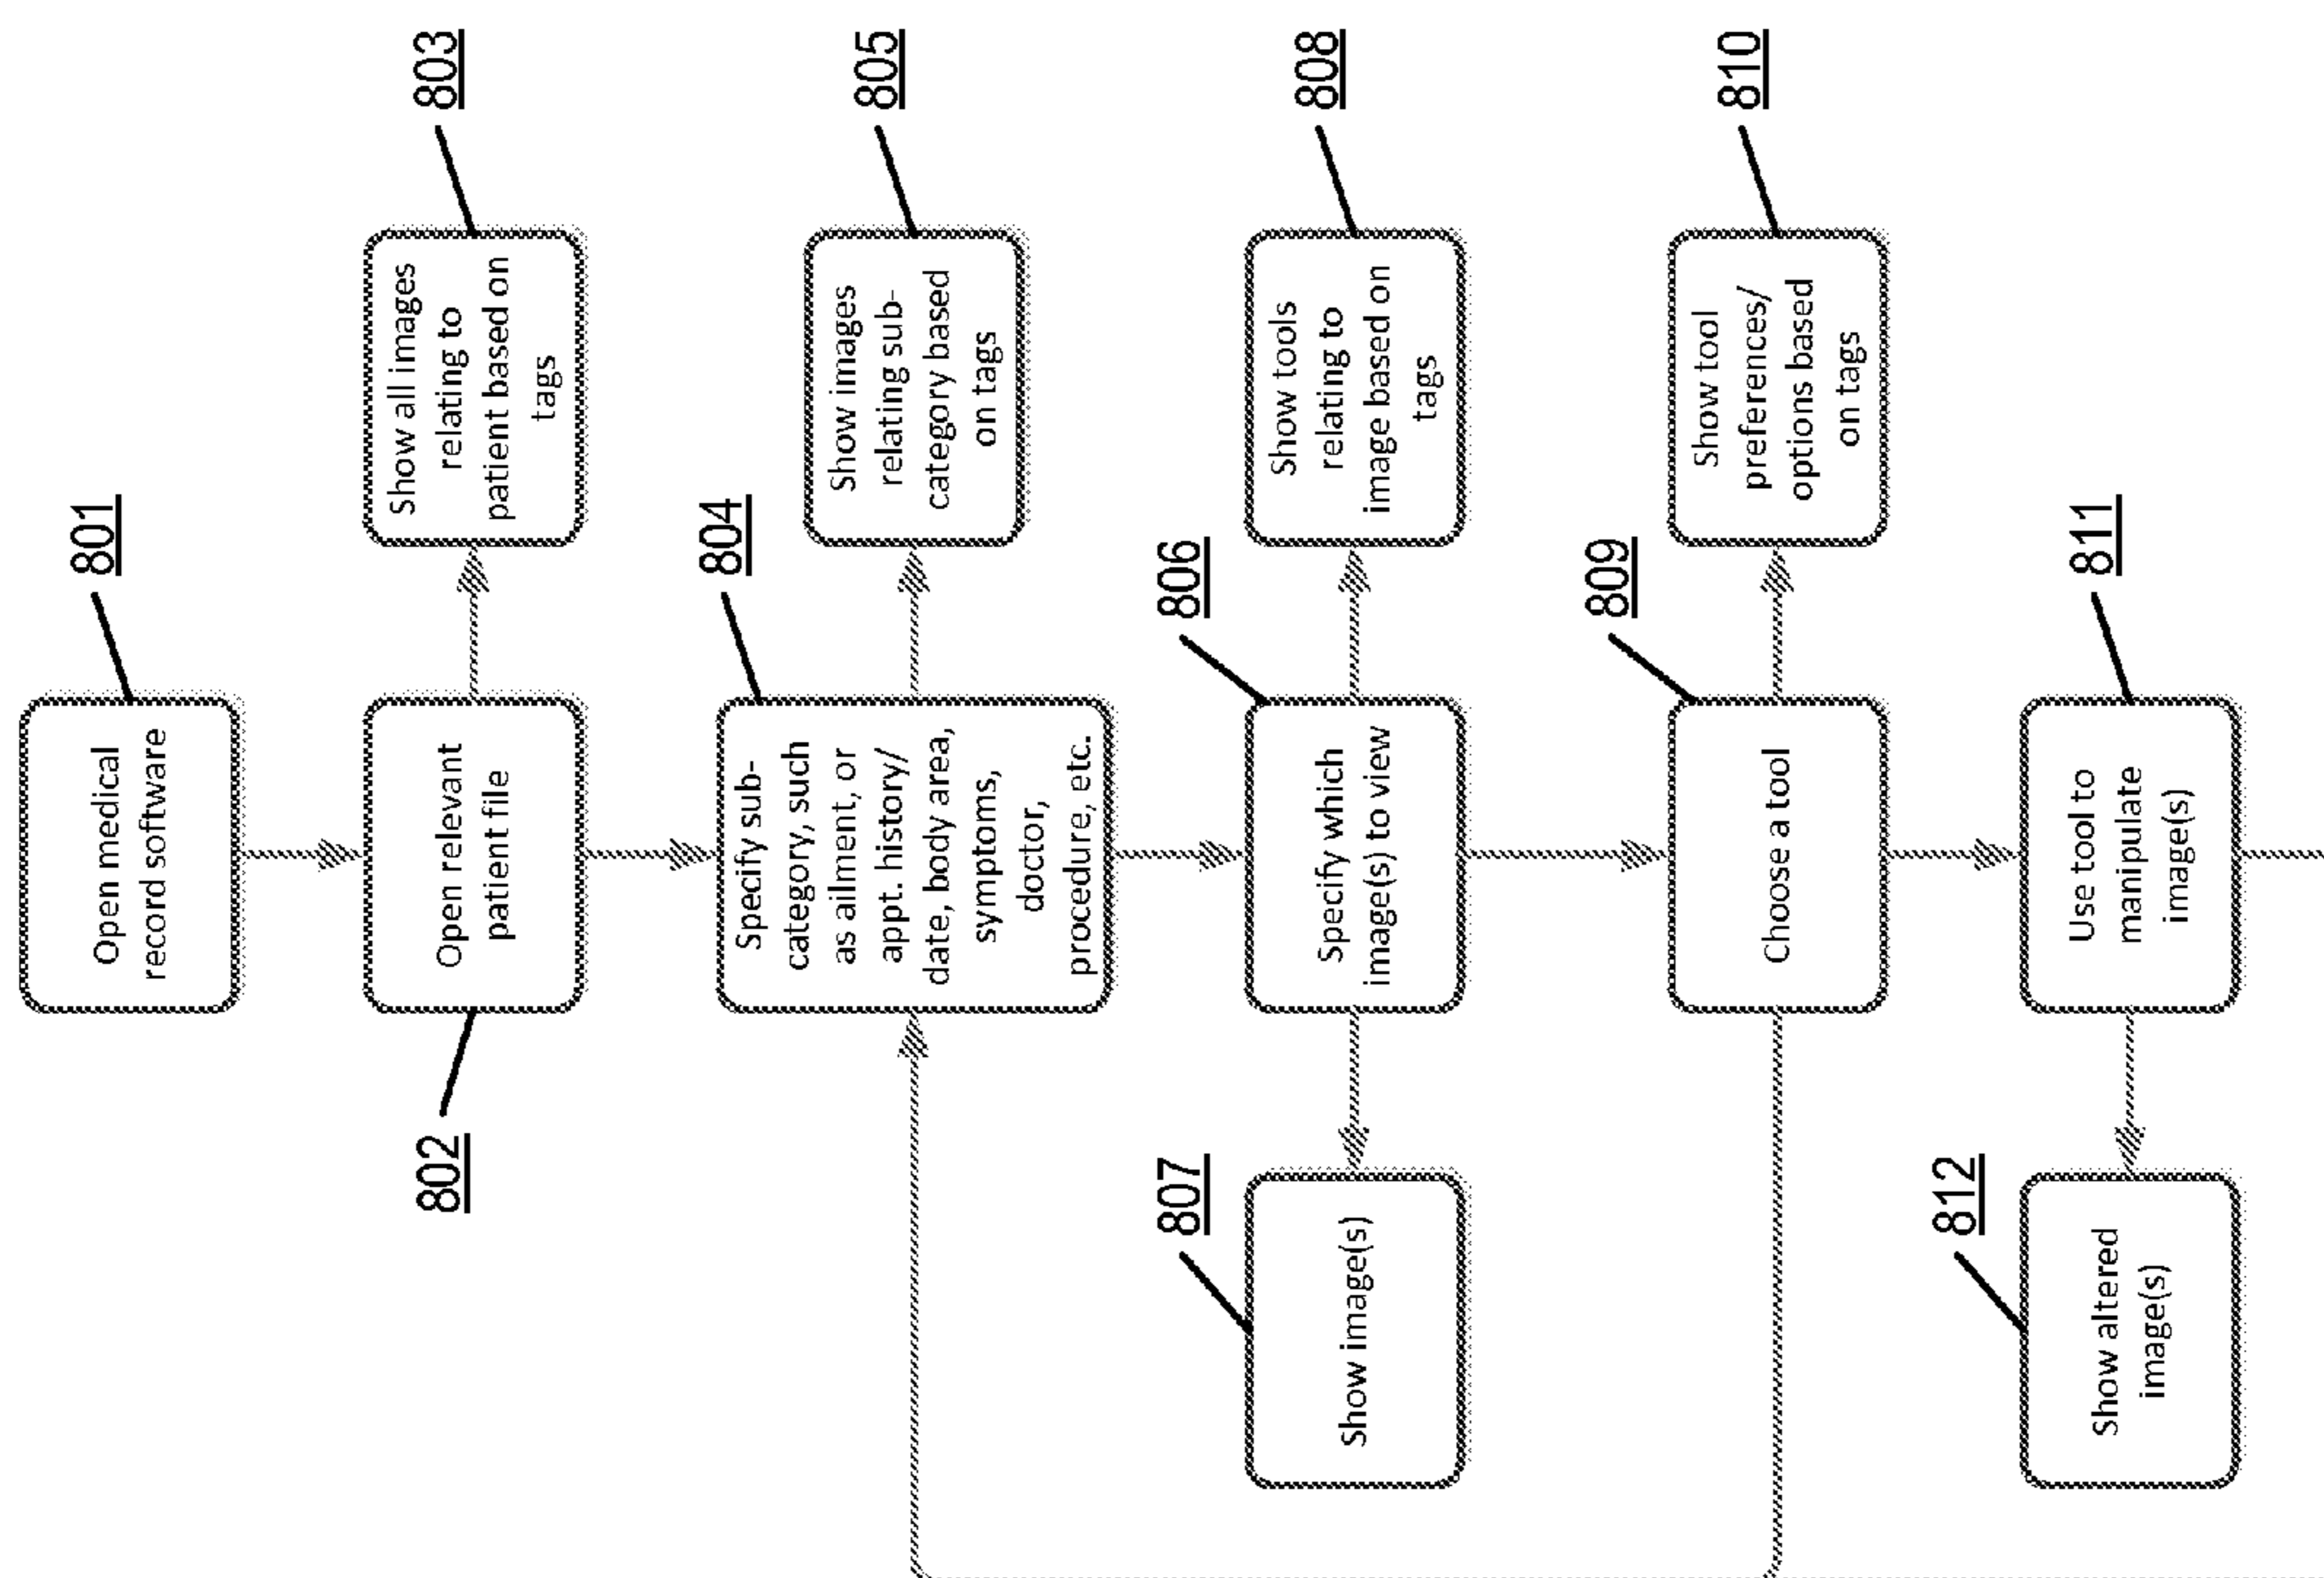 801
Open medical
record software
802
Open relevant
patient file
803
Show all images
relating to
patient based on
tags
804
Specify sub-
category, such
as ailment, or
appt. history/
date, body area,
symptoms,
doctor,
procedure, etc.
805
Show images
relating sub-
category based
on tags
806
Specify which
image(s) to view
807
Show image(s)
808
Show tools
relating to
image based on
tags
809
Choose a tool
810
Show tool
preferences/
options based
on tags
811
Use tool to
manipulate
image(s)
812
Show altered
image(s)